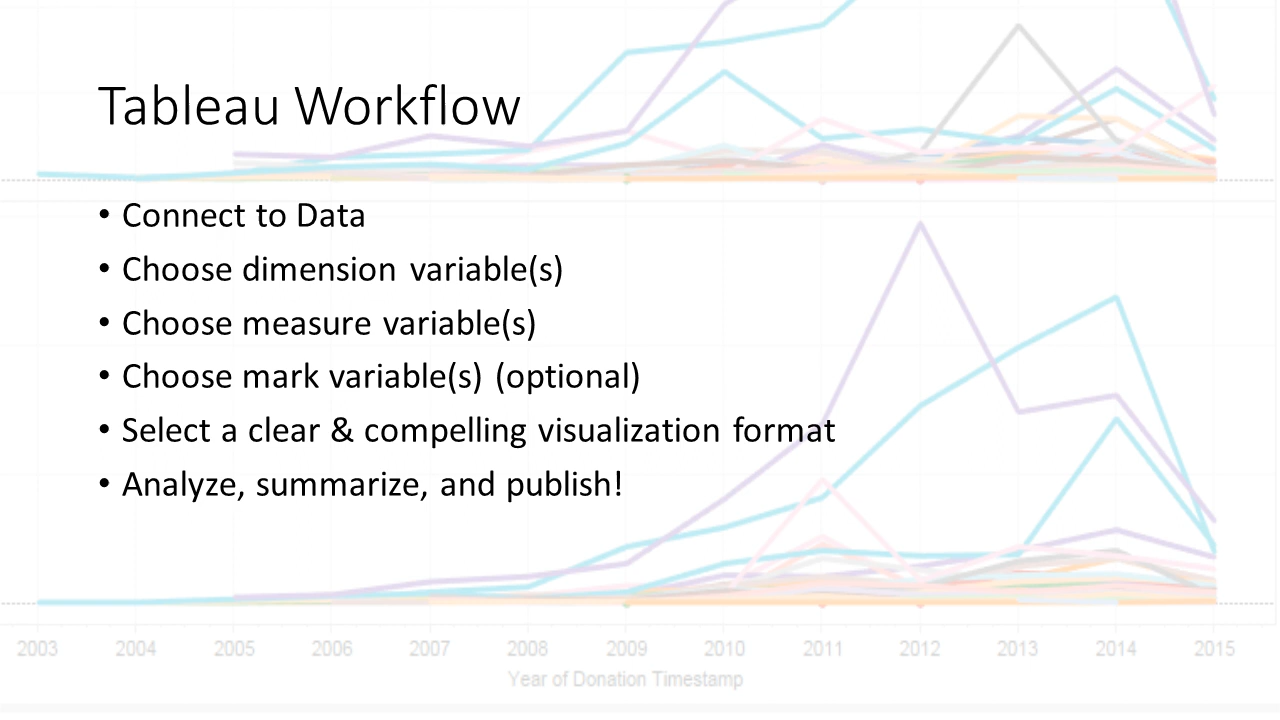 Tableau Workflow
• Connect to Data
• Choose dimension variable(s)
• Choose measure variable(s)
• Choose mark variable(s) (optional)
• Select a clear & compelling visualization format
• Analyze, summarize, and publish!
2003 2004 2005 2006 2007 2008 2009 2010 2011 2012 2013 2014 2015
Year of Donation Timestamp